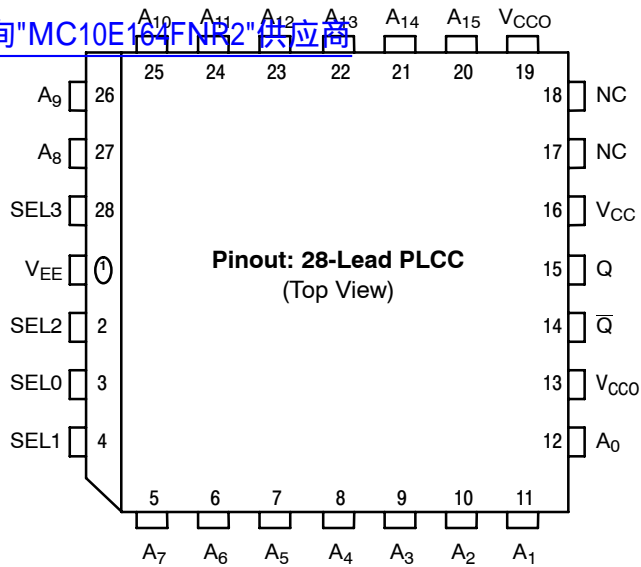 A10 A11 A12 A13 A14 A15 VCCO
询"MC10E164FNR2"供应商
25 24 23 22 21 20 19
A9 26 18 NC
A8 27 17 NC
SEL3 28 16 VCC
VEE 1 15 Q
Pinout: 28-Lead PLCC
(Top View)
SEL2 2 14 Q̅
SEL0 3 13 VCCO
SEL1 4 12 A0
5 6 7 8 9 10 11
A7 A6 A5 A4 A3 A2 A1